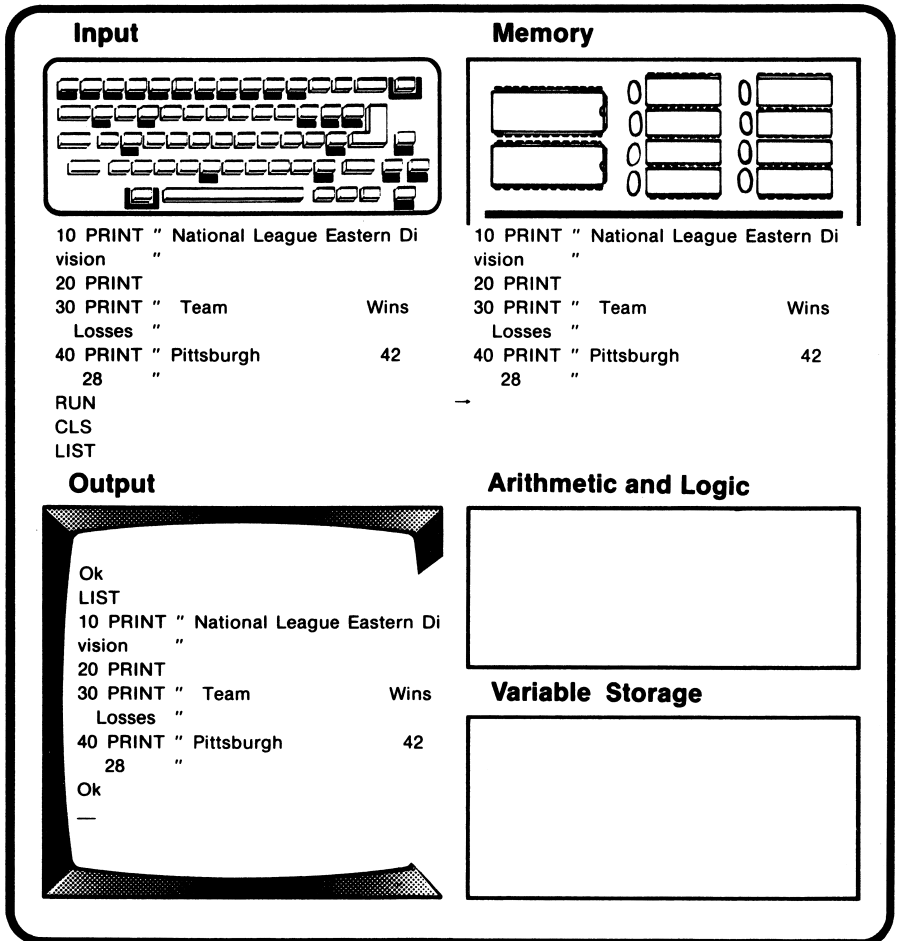 Input
10 PRINT " National League Eastern Di
vision "
20 PRINT
30 PRINT " Team Wins
Losses "
40 PRINT " Pittsburgh 42
28 "
RUN
CLS
LIST
Memory
10 PRINT " National League Eastern Di
vision "
20 PRINT
30 PRINT " Team Wins
Losses "
40 PRINT " Pittsburgh 42
28 "
→
Output
Ok
LIST
10 PRINT " National League Eastern Di
vision "
20 PRINT
30 PRINT " Team Wins
Losses "
40 PRINT " Pittsburgh 42
28 "
Ok
—
Arithmetic and Logic
Variable Storage